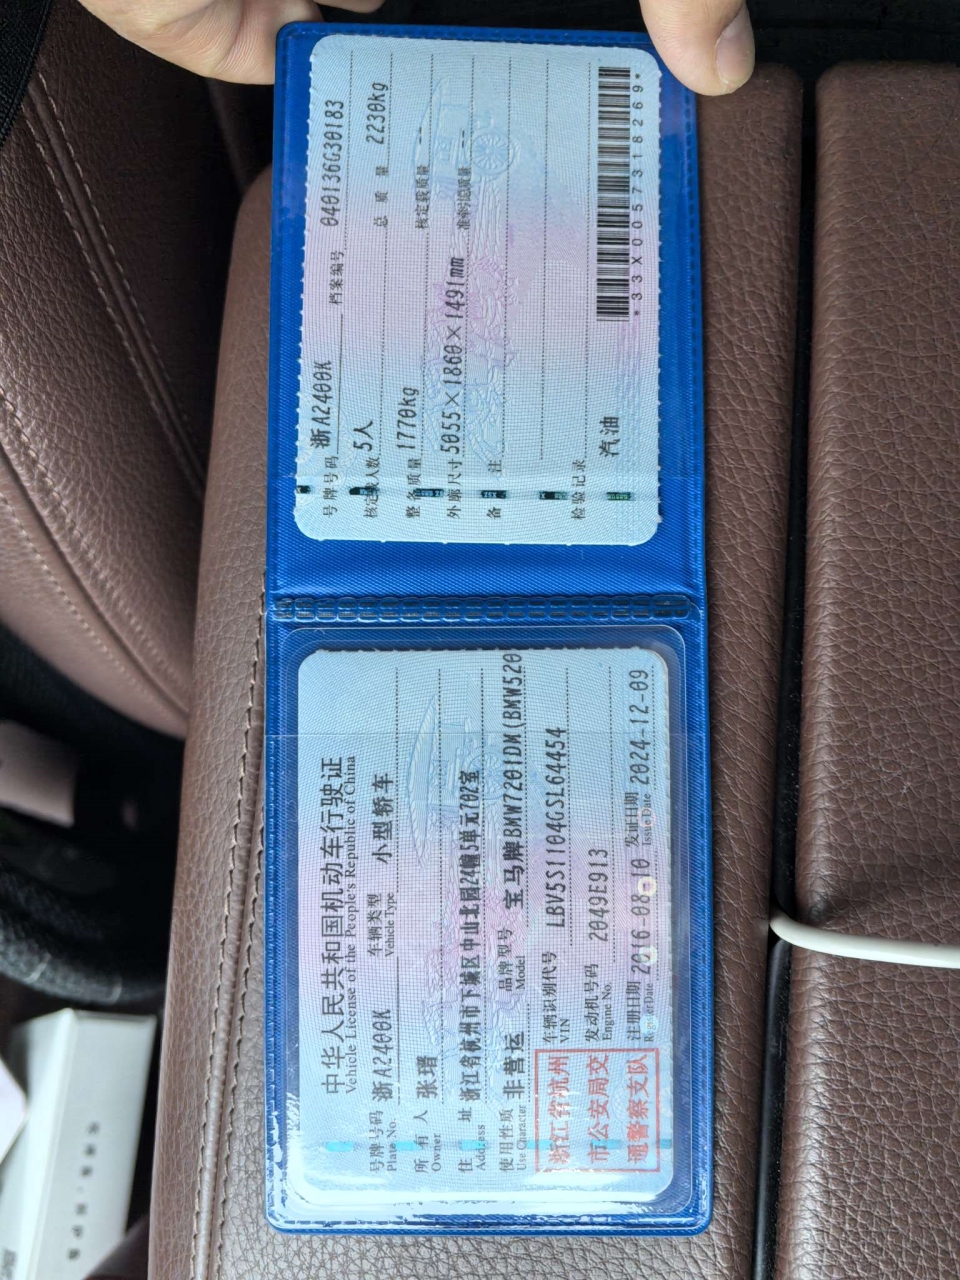 中华人民共和国机动车行驶证
Vehicle License of the People's Republic of China
号牌号码 浙A2400K 车辆类型 小型轿车
Plate No. Vehicle Type
所有人 张瑨
Owner
住址 浙江省杭州市下城区中山北园24幢5单元702室
Address
使用性质 非营运 品牌型号 宝马牌BMW7201DM(BMW520
Use Character Model
浙江省杭州
市公安局交
通警察支队
车辆识别代号 LBV5S1104GSL64454
VIN
发动机号码 2049E913
Engine No.
注册日期 2016-08-10 发证日期 2024-12-09
Register Date Issue Date
号牌号码 浙A2400K 档案编号 040136G30183
核定载人数 5人 总质量 2230kg
整备质量 1770kg 核定载质量 --
外廓尺寸 5055×1860×1491mm 准牵引总质量 --
备注
检验记录
汽油
*33X0057318269*